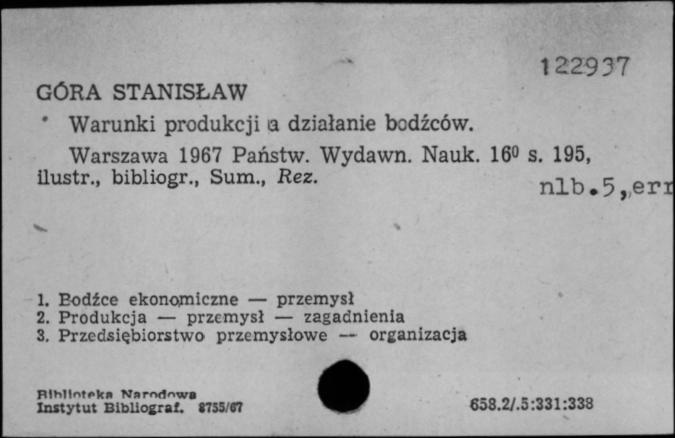 122937
GÓRA STANISŁAW
Warunki produkcji a działanie bodźców.
Warszawa 1967 Państw. Wydawn. Nauk. 16⁰ s. 195,
ilustr., bibliogr., Sum., Rez.
nlb.5,,err
1. Bodźce ekonomiczne — przemysł
2. Produkcja — przemysł — zagadnienia
3. Przedsiębiorstwo przemysłowe — organizacja
Biblioteka Narodowa
Instytut Bibliograf. 8755/67
658.2/.5:331:338